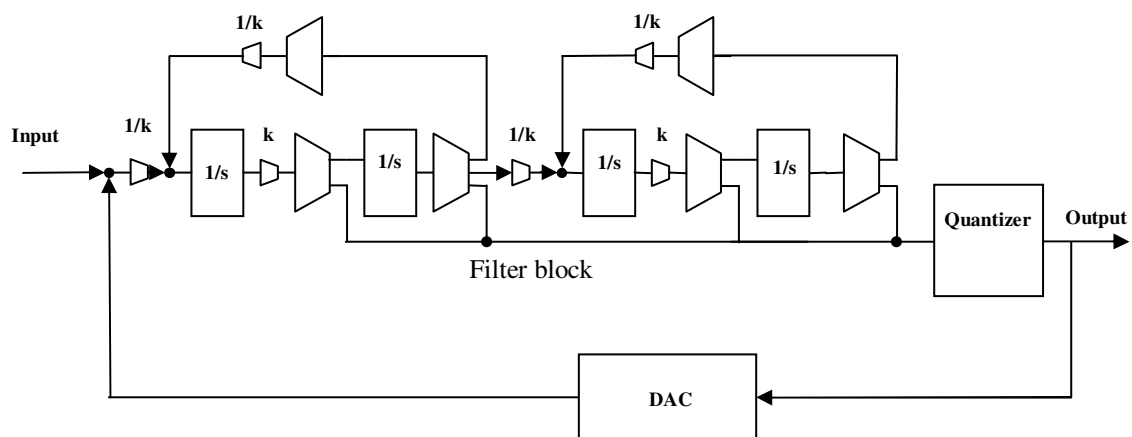 1/k
1/k
Input
1/k
1/s
k
1/s
1/k
1/s
k
1/s
Quantizer
Output
Filter block
DAC